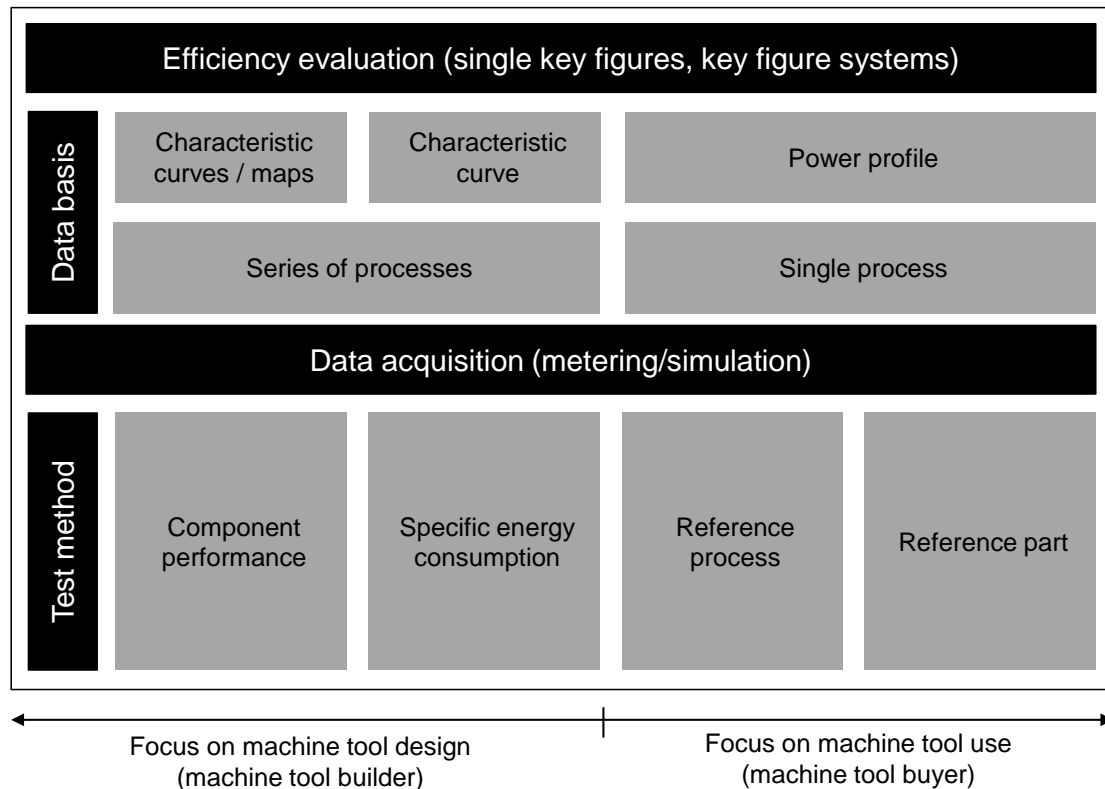 Efficiency evaluation (single key figures, key figure systems)
Data basis
Characteristic
curves / maps
Characteristic
curve
Power profile
Series of processes
Single process
Data acquisition (metering/simulation)
Test method
Component
performance
Specific energy
consumption
Reference
process
Reference part
Focus on machine tool design
(machine tool builder)
Focus on machine tool use
(machine tool buyer)